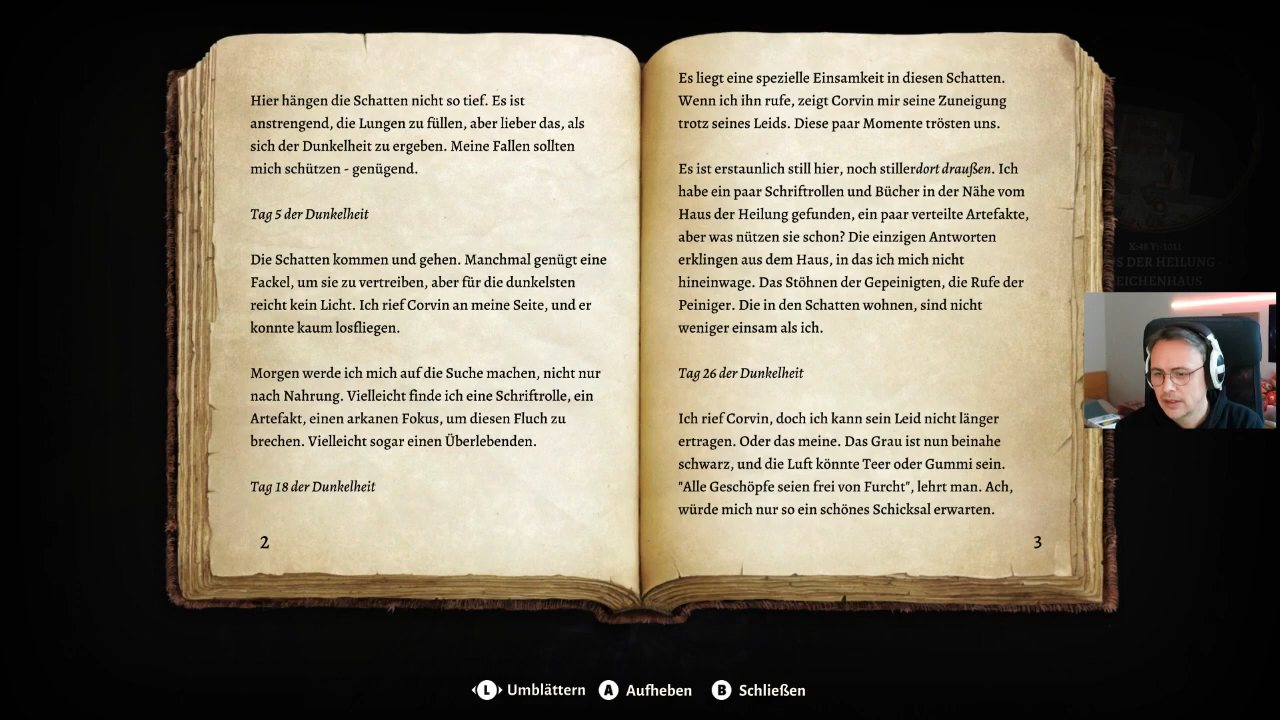 Hier hängen die Schatten nicht so tief. Es ist
anstrengend, die Lungen zu füllen, aber lieber das, als
sich der Dunkelheit zu ergeben. Meine Fallen sollten
mich schützen - genügend.
Tag 5 der Dunkelheit
Die Schatten kommen und gehen. Manchmal genügt eine
Fackel, um sie zu vertreiben, aber für die dunkelsten
reicht kein Licht. Ich rief Corvin an meine Seite, und er
konnte kaum losfliegen.
Morgen werde ich mich auf die Suche machen, nicht nur
nach Nahrung. Vielleicht finde ich eine Schriftrolle, ein
Artefakt, einen arkanen Fokus, um diesen Fluch zu
brechen. Vielleicht sogar einen Überlebenden.
Tag 18 der Dunkelheit
2
Es liegt eine spezielle Einsamkeit in diesen Schatten.
Wenn ich ihn rufe, zeigt Corvin mir seine Zuneigung
trotz seines Leids. Diese paar Momente trösten uns.
Es ist erstaunlich still hier, noch stillerdort draußen. Ich
habe ein paar Schriftrollen und Bücher in der Nähe vom
Haus der Heilung gefunden, ein paar verteilte Artefakte,
aber was nützen sie schon? Die einzigen Antworten
erklingen aus dem Haus, in das ich mich nicht
hineinwage. Das Stöhnen der Gepeinigten, die Rufe der
Peiniger. Die in den Schatten wohnen, sind nicht
weniger einsam als ich.
Tag 26 der Dunkelheit
Ich rief Corvin, doch ich kann sein Leid nicht länger
ertragen. Oder das meine. Das Grau ist nun beinahe
schwarz, und die Luft könnte Teer oder Gummi sein.
"Alle Geschöpfe seien frei von Furcht", lehrt man. Ach,
würde mich nur so ein schönes Schicksal erwarten.
3
S DER HEILUNG -
EICHENHAUS
L Umblättern A Aufheben B Schließen